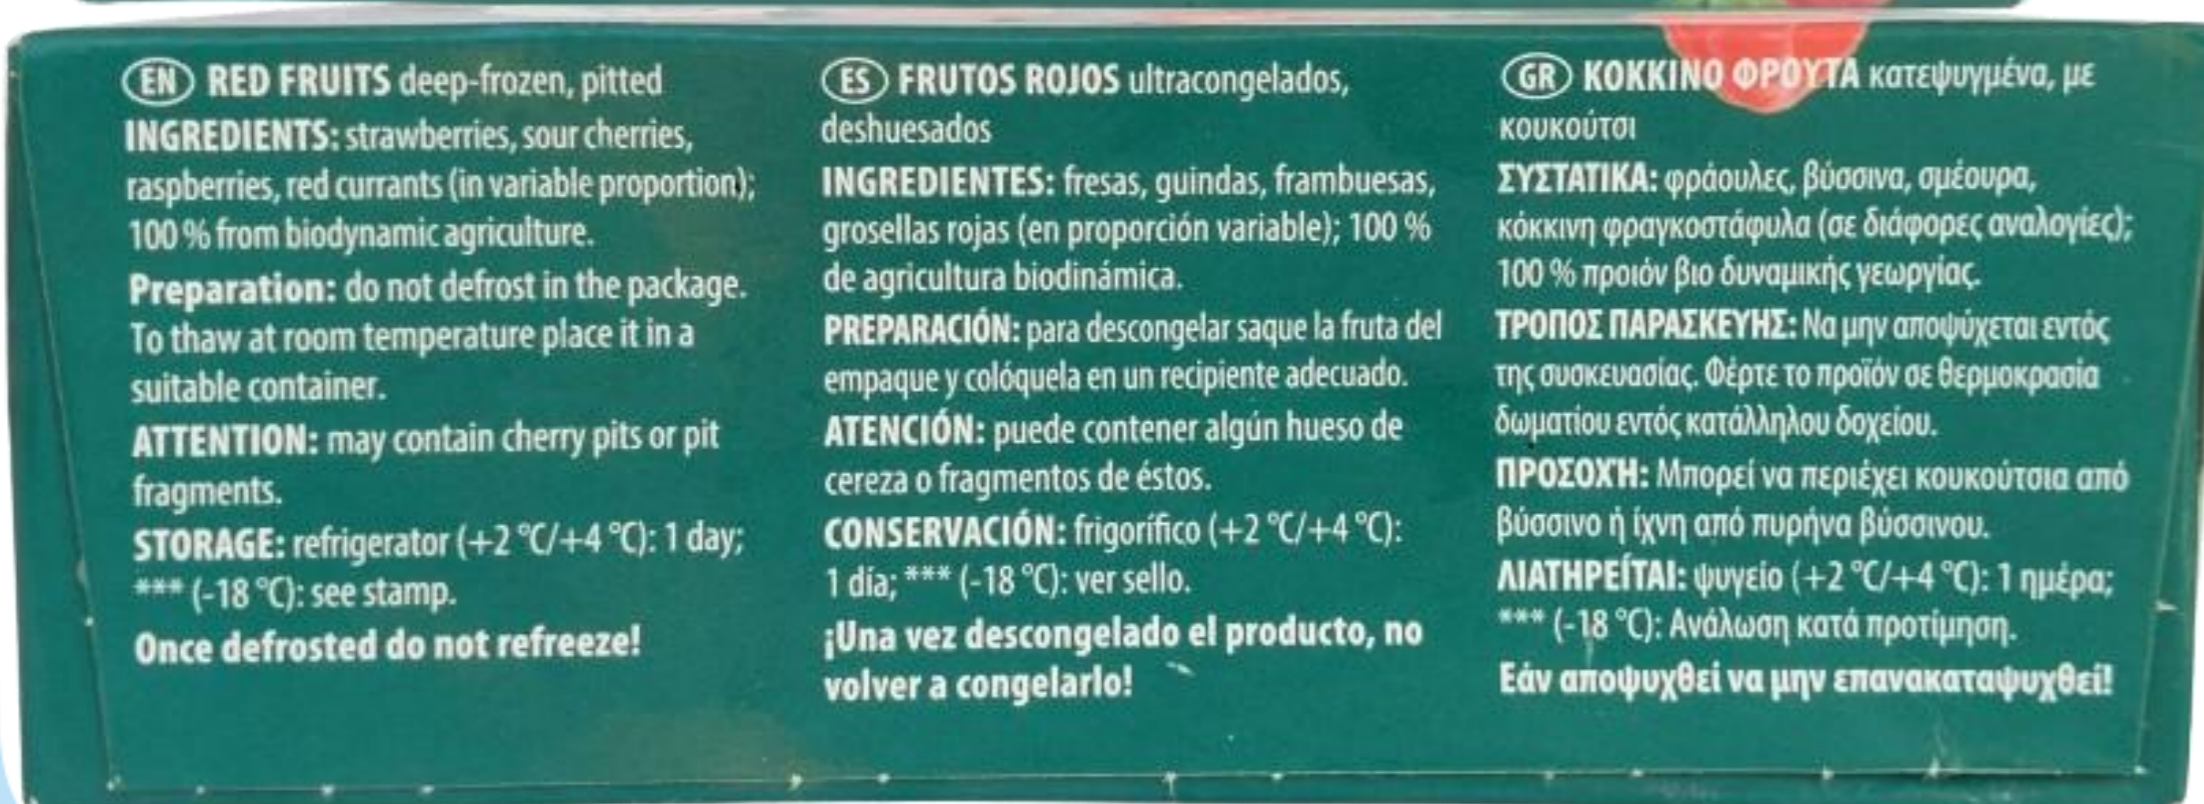 EN RED FRUITS deep-frozen, pitted
INGREDIENTS: strawberries, sour cherries,
raspberries, red currants (in variable proportion);
100 % from biodynamic agriculture.
Preparation: do not defrost in the package.
To thaw at room temperature place it in a
suitable container.
ATTENTION: may contain cherry pits or pit
fragments.
STORAGE: refrigerator (+2 °C/+4 °C): 1 day;
*** (-18 °C): see stamp.
Once defrosted do not refreeze!
ES FRUTOS ROJOS ultracongelados,
deshuesados
INGREDIENTES: fresas, guindas, frambuesas,
grosellas rojas (en proporción variable); 100 %
de agricultura biodinámica.
PREPARACIÓN: para descongelar saque la fruta del
empaque y colóquela en un recipiente adecuado.
ATENCIÓN: puede contener algún hueso de
cereza o fragmentos de éstos.
CONSERVACIÓN: frigorífico (+2 °C/+4 °C):
1 día; *** (-18 °C): ver sello.
¡Una vez descongelado el producto, no
volver a congelarlo!
GR ΚΟΚΚΙΝΟ ΦΡΟΥΤΑ κατεψυγμένα, με
κουκούτσι
ΣΥΣΤΑΤΙΚΑ: φράουλες, βύσσινα, σμέουρα,
κόκκινη φραγκοστάφυλα (σε διάφορες αναλογίες);
100 % προιόν βιο δυναμικής γεωργίας.
ΤΡΟΠΟΣ ΠΑΡΑΣΚΕΥΗΣ: Να μην αποψύχεται εντός
της συσκευασίας. Φέρτε το προϊόν σε θερμοκρασία
δωματίου εντός κατάλληλου δοχείου.
ΠΡΟΣΟΧΉ: Μπορεί να περιέχει κουκούτσια από
βύσσινο ή ίχνη από πυρήνα βύσσινου.
ΛΙΑΤΗΡΕΊΤΑΙ: ψυγείο (+2 °C/+4 °C): 1 ημέρα;
*** (-18 °C): Ανάλωση κατά προτίμηση.
Εάν αποψυχθεί να μην επανακαταψυχθεί!